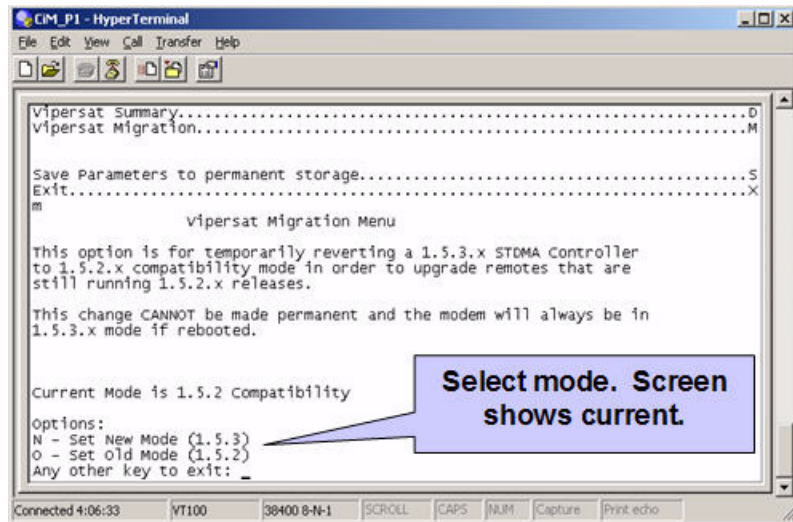 CiM_P1 - HyperTerminal
File Edit View Call Transfer Help
Vipersat Summary.......................................................................D
Vipersat Migration.....................................................................M
Save Parameters to permanent storage...................................................S
Exit...................................................................................X
m
Vipersat Migration Menu
This option is for temporarily reverting a 1.5.3.x STDMA Controller
to 1.5.2.x compatibility mode in order to upgrade remotes that are
still running 1.5.2.x releases.
This change CANNOT be made permanent and the modem will always be in
1.5.3.x mode if rebooted.
Current Mode is 1.5.2 Compatibility
Select mode. Screen
shows current.
Options:
N - Set New Mode (1.5.3)
O - Set Old Mode (1.5.2)
Any other key to exit: _
Connected 4:06:33 VT100 38400 8-N-1 SCROLL CAPS NUM Capture Print echo